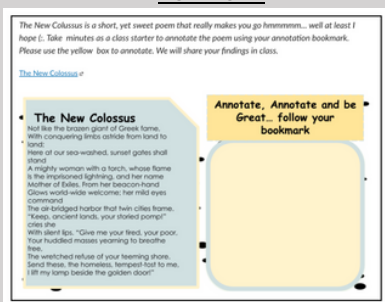 The New Colussus is a short, yet sweet poem that really makes you go hmmmmm... well at least I
hope (:. Take minutes as a class starter to annotate the poem using your annotation bookmark.
Please use the yellow box to annotate. We will share your findings in class.
The New Colossus
The New Colossus
Not like the brazen giant of Greek fame,
With conquering limbs astride from land to
land;
Here at our sea-washed, sunset gates shall
stand
A mighty woman with a torch, whose flame
Is the imprisoned lightning, and her name
Mother of Exiles. From her beacon-hand
Glows world-wide welcome; her mild eyes
command
The air-bridged harbor that twin cities frame.
"Keep, ancient lands, your storied pomp!"
cries she
With silent lips. "Give me your tired, your poor,
Your huddled masses yearning to breathe
free,
The wretched refuse of your teeming shore.
Send these, the homeless, tempest-tost to me,
I lift my lamp beside the golden door!"
Annotate, Annotate and be
Great... follow your
bookmark